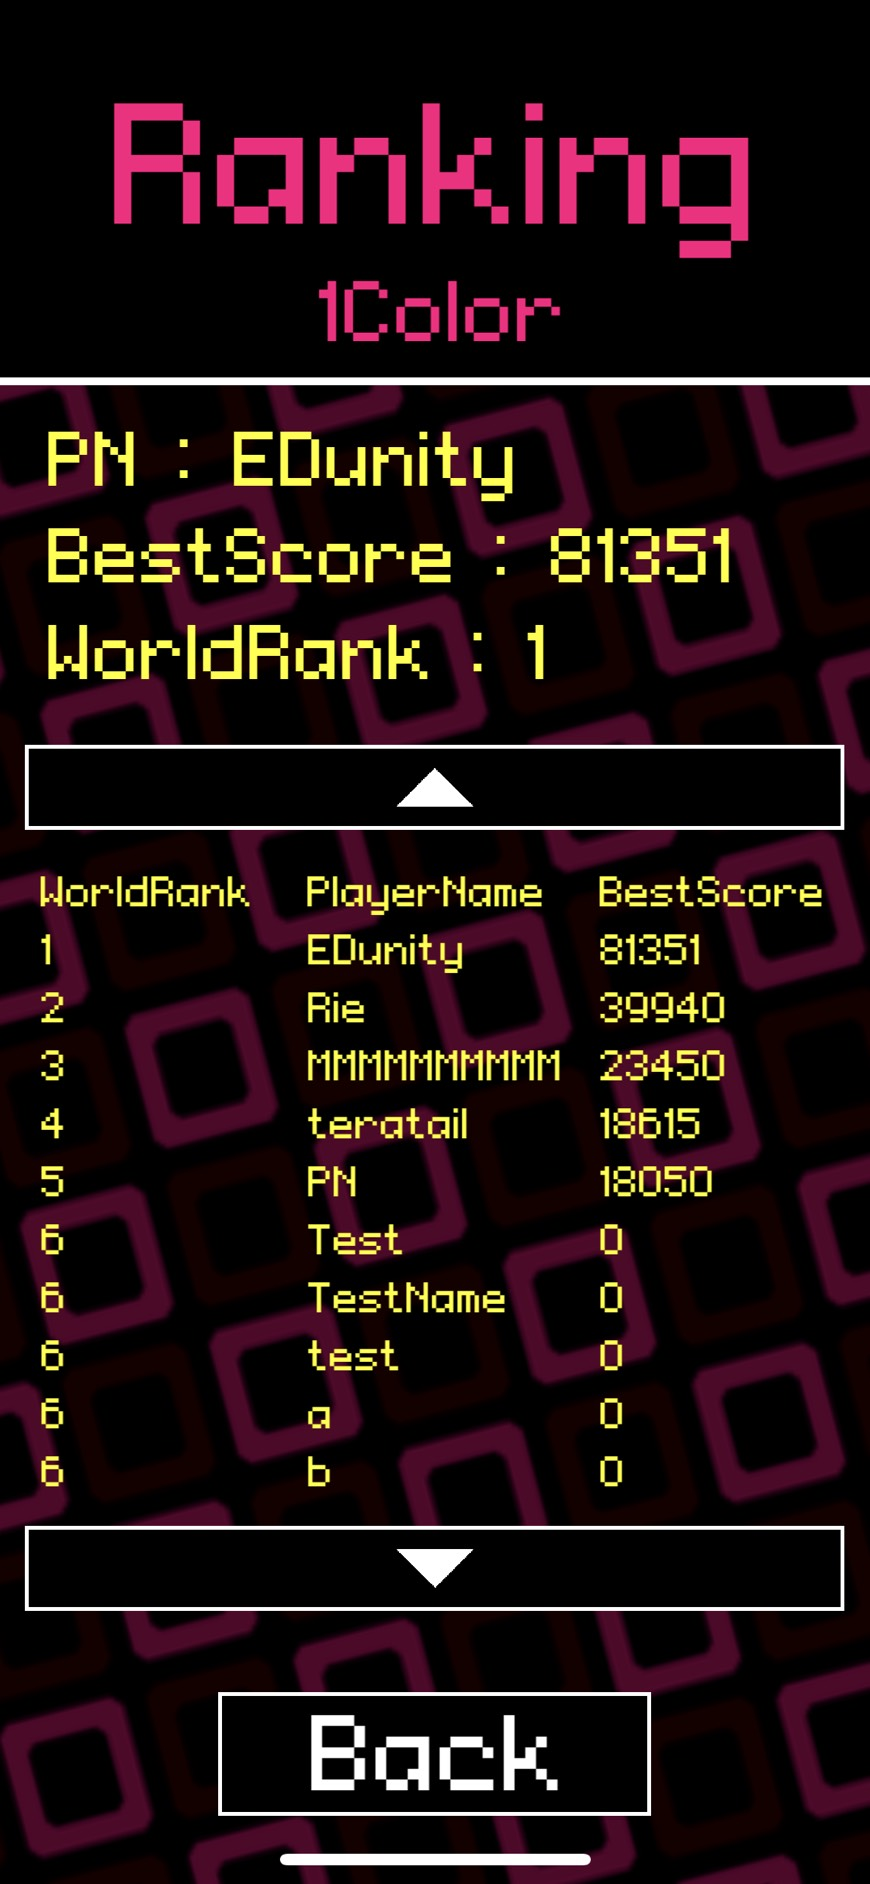 Ranking
1Color
PN : EDunity
BestScore : 81351
WorldRank : 1
WorldRank PlayerName BestScore
1 EDunity 81351
2 Rie 39940
3 MMMMMMMMMM 23450
4 teratail 18615
5 PN 18050
6 Test 0
6 TestName 0
6 test 0
6 a 0
6 b 0
Back